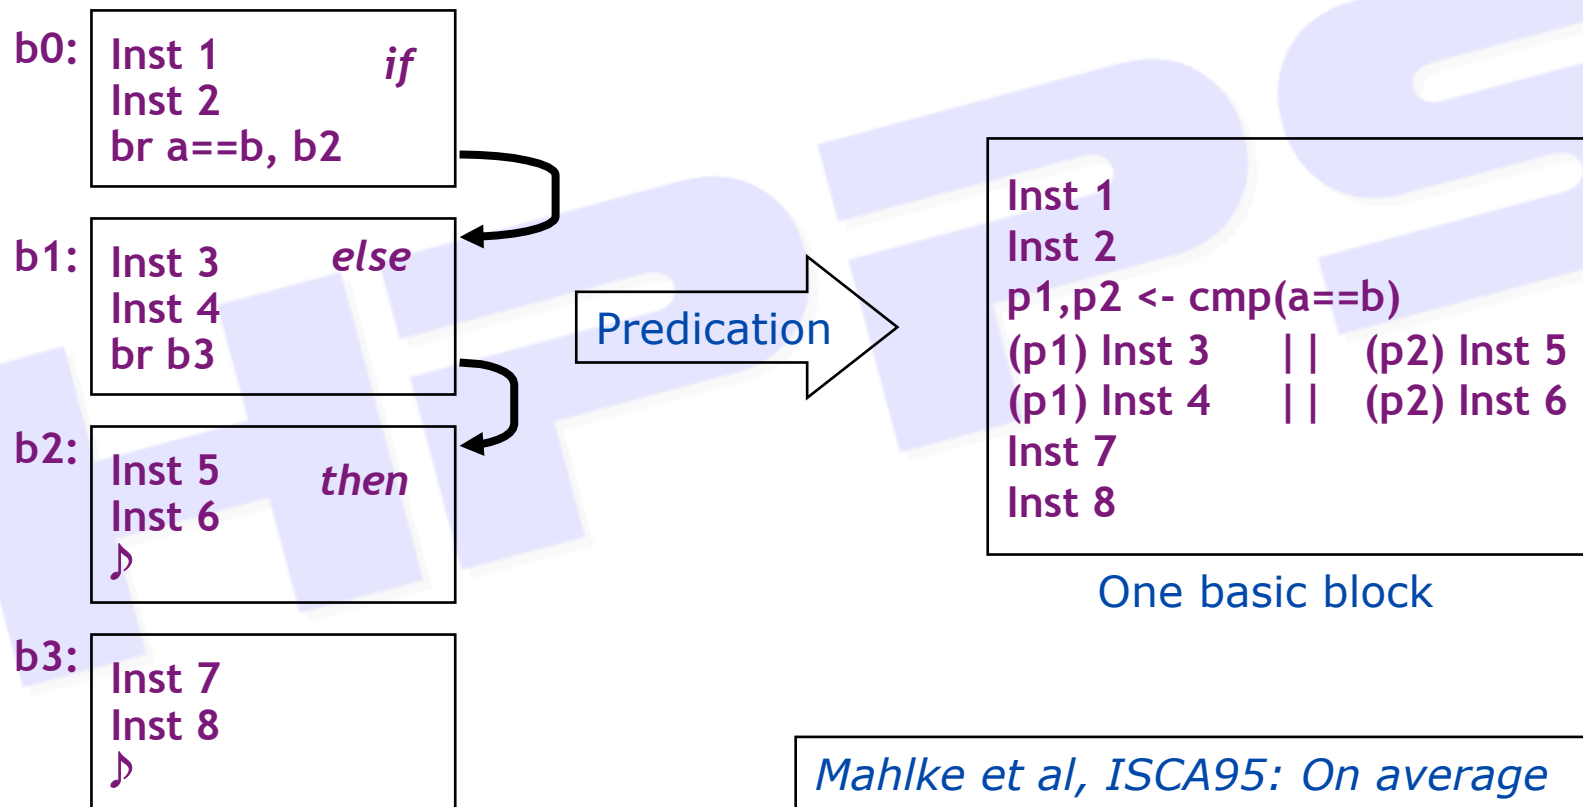 b0:
Inst 1 if
Inst 2
br a==b, b2
b1:
Inst 3 else
Inst 4
br b3
b2:
Inst 5 then
Inst 6
♪
b3:
Inst 7
Inst 8
♪
Predication
Inst 1
Inst 2
p1,p2 <- cmp(a==b)
(p1) Inst 3 || (p2) Inst 5
(p1) Inst 4 || (p2) Inst 6
Inst 7
Inst 8
One basic block
Mahlke et al, ISCA95: On average
HPPS